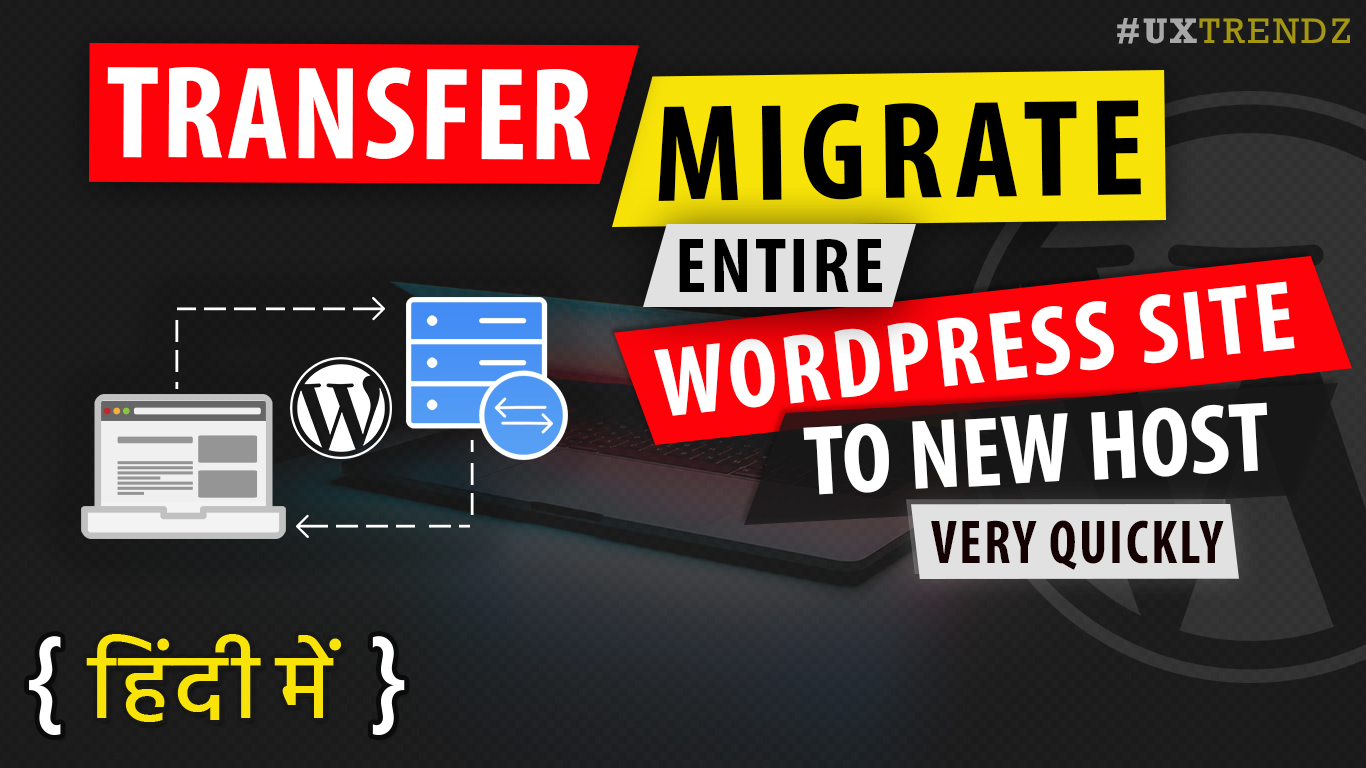 #UXTRENDZ
TRANSFER
MIGRATE
ENTIRE
WORDPRESS SITE
TO NEW HOST
VERY QUICKLY
{ हिंदी में }